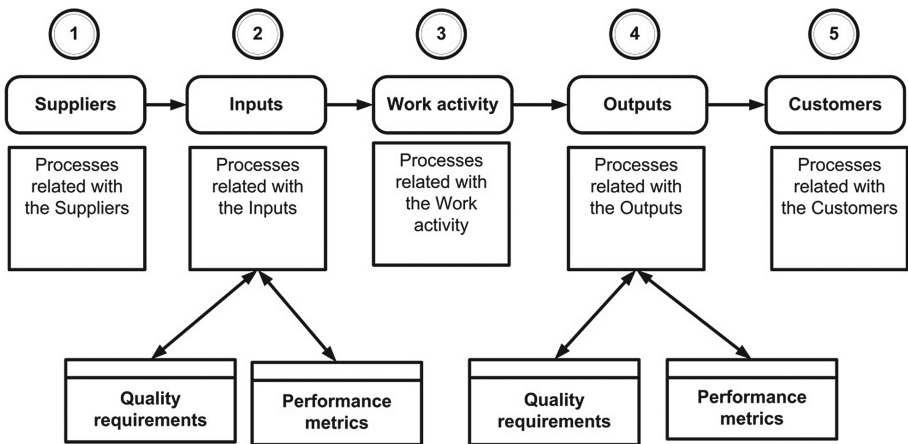 1
2
3
4
5
Suppliers
Inputs
Work activity
Outputs
Customers
Processes
related with
the Suppliers
Processes
related with
the Inputs
Processes
related with
the Work
activity
Processes
related with
the Outputs
Processes
related with
the Customers
Quality
requirements
Performance
metrics
Quality
requirements
Performance
metrics